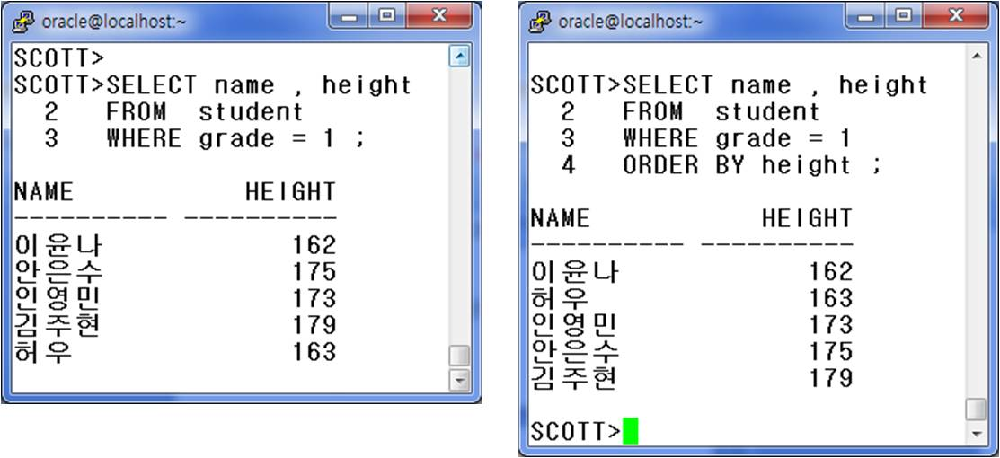 oracle@localhost:~
SCOTT>
SCOTT>SELECT name , height
2 FROM student
3 WHERE grade = 1 ;
NAME HEIGHT
---------- ----------
이윤나 162
안은수 175
인영민 173
김주현 179
허우 163
oracle@localhost:~
SCOTT>SELECT name , height
2 FROM student
3 WHERE grade = 1
4 ORDER BY height ;
NAME HEIGHT
---------- ----------
이윤나 162
허우 163
인영민 173
안은수 175
김주현 179
SCOTT>